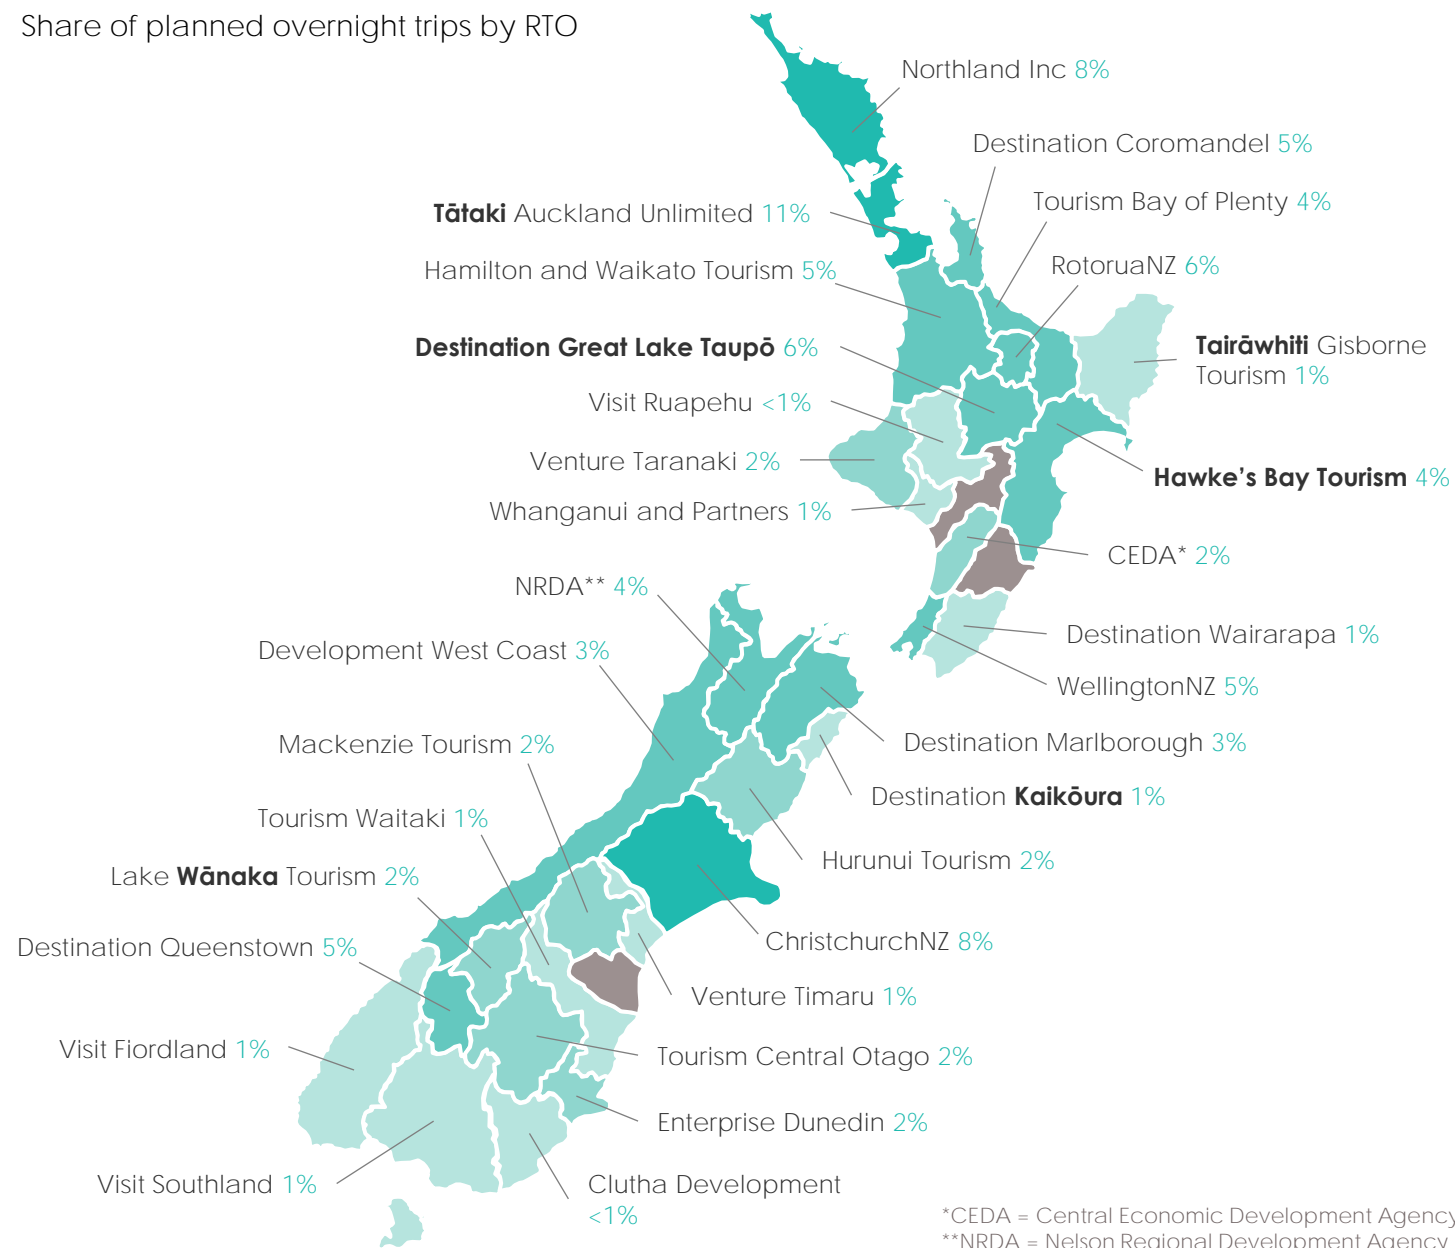 Share of planned overnight trips by RTO
Northland Inc 8%
Destination Coromandel 5%
Tourism Bay of Plenty 4%
Tātaki Auckland Unlimited 11%
RotoruaNZ 6%
Hamilton and Waikato Tourism 5%
Destination Great Lake Taupō 6%
Tairāwhiti Gisborne
Tourism 1%
Visit Ruapehu <1%
Venture Taranaki 2%
Hawke's Bay Tourism 4%
Whanganui and Partners 1%
CEDA* 2%
NRDA** 4%
Destination Wairarapa 1%
Development West Coast 3%
WellingtonNZ 5%
Mackenzie Tourism 2%
Destination Marlborough 3%
Destination Kaikōura 1%
Tourism Waitaki 1%
Hurunui Tourism 2%
Lake Wānaka Tourism 2%
Destination Queenstown 5%
ChristchurchNZ 8%
Venture Timaru 1%
Visit Fiordland 1%
Tourism Central Otago 2%
Enterprise Dunedin 2%
Visit Southland 1%
Clutha Development
<1%
*CEDA = Central Economic Development Agency
**NRDA = Nelson Regional Development Agency